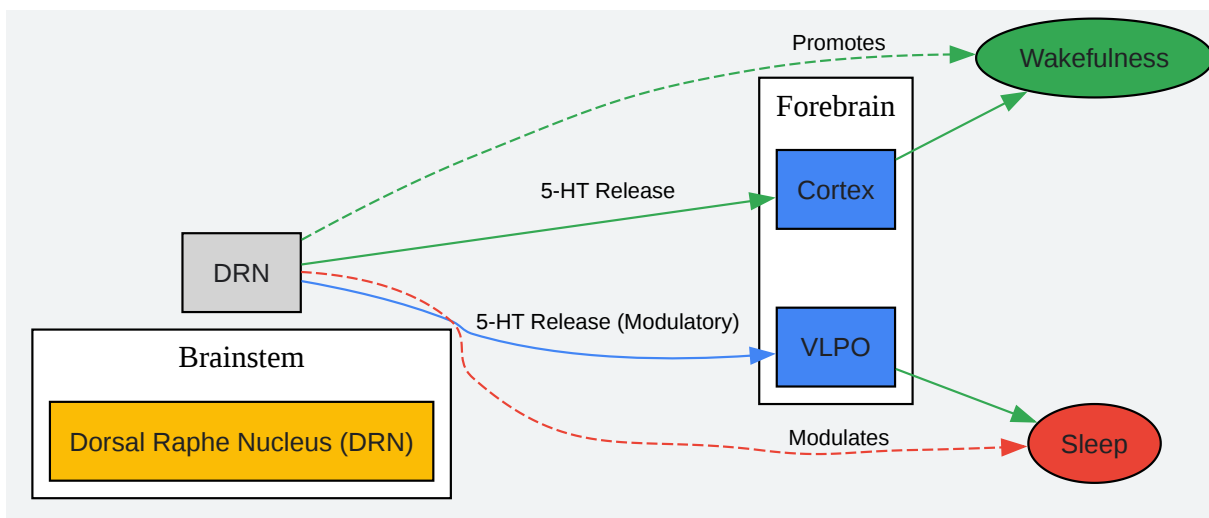 Promotes
Wakefulness
Forebrain
Cortex
5-HT Release
DRN
5-HT Release (Modulatory)
VLPO
Brainstem
Dorsal Raphe Nucleus (DRN)
Modulates
Sleep